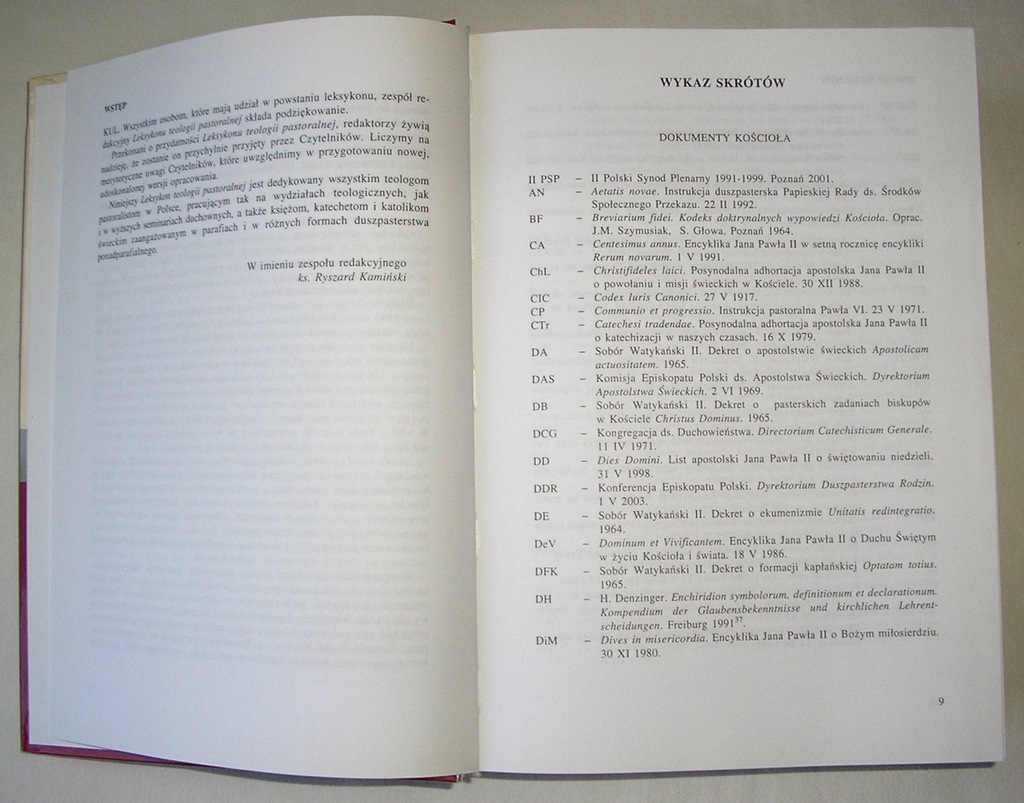 WSTĘP
KUL. Wszystkim osobom, które mają udział w powstaniu leksykonu, zespół re-
dakcyjny Leksykonu teologii pastoralnej składa podziękowanie.
Przekonani o przydatności Leksykonu teologii pastoralnej, redaktorzy żywią
nadzieję, że zostanie on przychylnie przyjęty przez Czytelników. Liczymy na
merytoryczne uwagi Czytelników, które uwzględnimy w przygotowaniu nowej,
udoskonalonej wersji opracowania.
Niniejszy Leksykon teologii pastoralnej jest dedykowany wszystkim teologom
pastoralistom w Polsce, pracującym tak na wydziałach teologicznych, jak
i w wyższych seminariach duchownych, a także księżom, katechetom i katolikom
świeckim zaangażowanym w parafiach i w różnych formach duszpasterstwa
ponadparafialnego.
W imieniu zespołu redakcyjnego
ks. Ryszard Kamiński
WYKAZ SKRÓTÓW
DOKUMENTY KOŚCIOŁA
II PSP – II Polski Synod Plenarny 1991-1999. Poznań 2001.
AN – Aetatis novae. Instrukcja duszpasterska Papieskiej Rady ds. Środków
Społecznego Przekazu. 22 II 1992.
BF – Breviarium fidei. Kodeks doktrynalnych wypowiedzi Kościoła. Oprac.
J.M. Szymusiak, S. Głowa. Poznań 1964.
CA – Centesimus annus. Encyklika Jana Pawła II w setną rocznicę encykliki
Rerum novarum. 1 V 1991.
ChL – Christifideles laici. Posynodalna adhortacja apostolska Jana Pawła II
o powołaniu i misji świeckich w Kościele. 30 XII 1988.
CIC – Codex Iuris Canonici. 27 V 1917.
CP – Communio et progressio. Instrukcja pastoralna Pawła VI. 23 V 1971.
CTr – Catechesi tradendae. Posynodalna adhortacja apostolska Jana Pawła II
o katechizacji w naszych czasach. 16 X 1979.
DA – Sobór Watykański II. Dekret o apostolstwie świeckich Apostolicam
actuositatem. 1965.
DAS – Komisja Episkopatu Polski ds. Apostolstwa Świeckich. Dyrektorium
Apostolstwa Świeckich. 2 VI 1969.
DB – Sobór Watykański II. Dekret o pasterskich zadaniach biskupów
w Kościele Christus Dominus. 1965.
DCG – Kongregacja ds. Duchowieństwa. Directorium Catechisticum Generale.
11 IV 1971.
DD – Dies Domini. List apostolski Jana Pawła II o świętowaniu niedzieli.
31 V 1998.
DDR – Konferencja Episkopatu Polski. Dyrektorium Duszpasterstwa Rodzin.
1 V 2003.
DE – Sobór Watykański II. Dekret o ekumenizmie Unitatis redintegratio.
1964.
DeV – Dominum et Vivificantem. Encyklika Jana Pawła II o Duchu Świętym
w życiu Kościoła i świata. 18 V 1986.
DFK – Sobór Watykański II. Dekret o formacji kapłańskiej Optatam totius.
1965.
DH – H. Denzinger. Enchiridion symbolorum, definitionum et declarationum.
Kompendium der Glaubensbekenntnisse und kirchlichen Lehrent-
scheidungen. Freiburg 1991³⁷.
DiM – Dives in misericordia. Encyklika Jana Pawła II o Bożym miłosierdziu.
30 XI 1980.
9